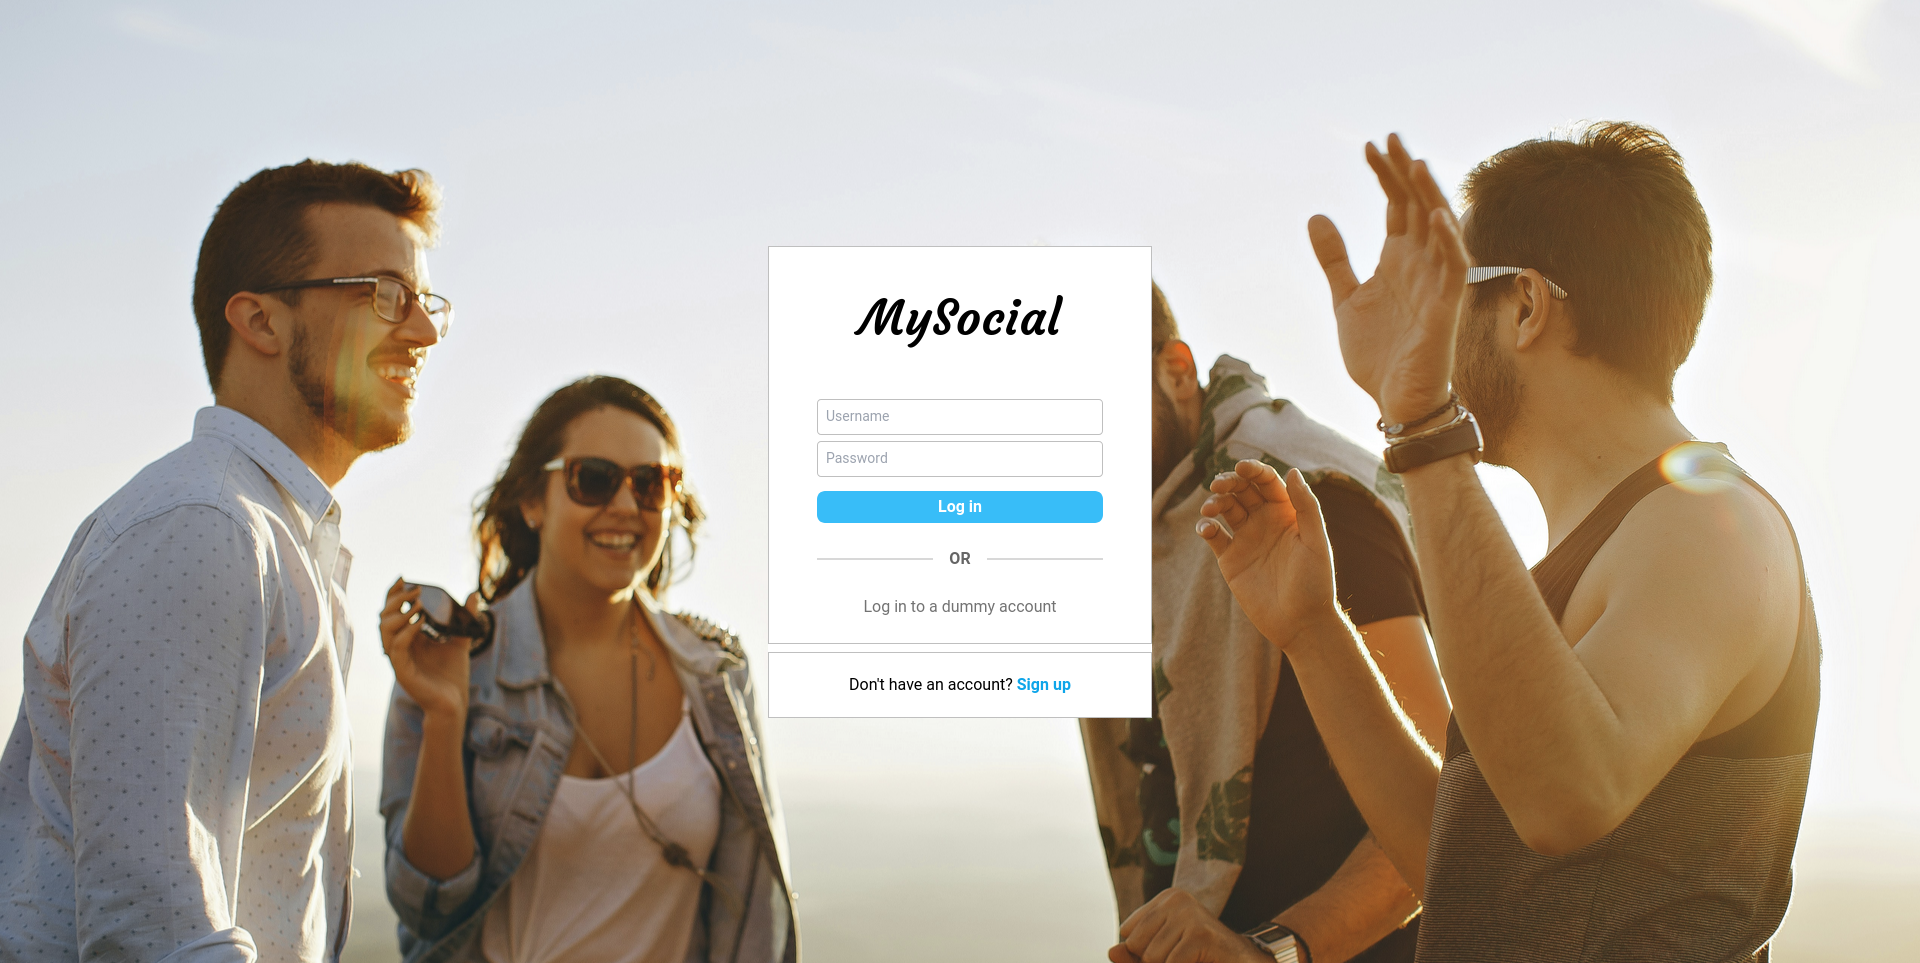 MySocial
Username
Password
Log in
OR
Log in to a dummy account
Don't have an account? Sign up